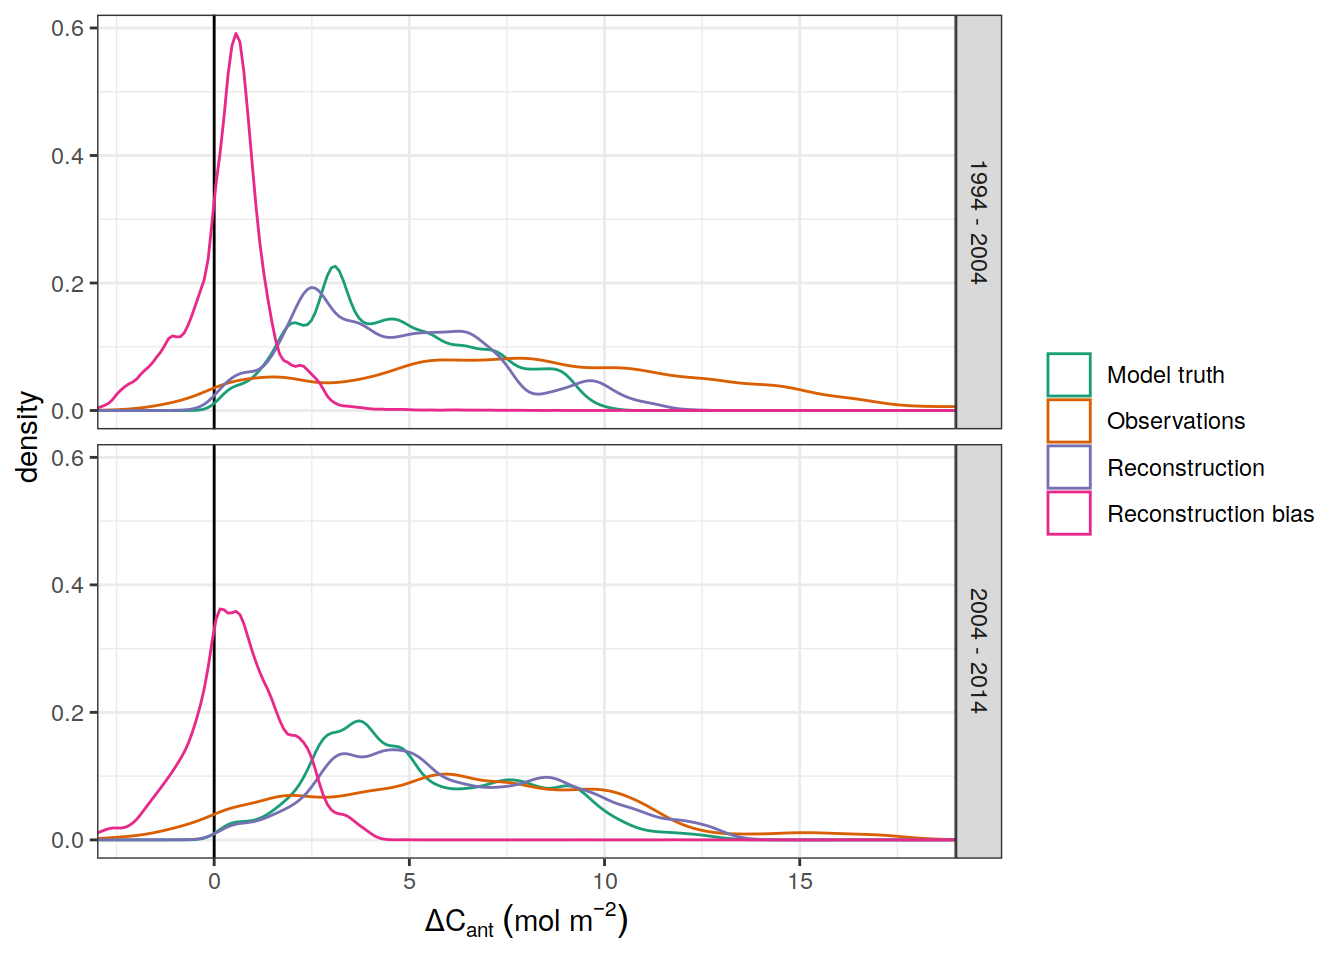 0.6
0.4
0.2
0.0
1994 - 2004
0.6
0.4
0.2
0.0
2004 - 2014
density
0 5 10 15
ΔCant (mol m−2)
Model truth
Observations
Reconstruction
Reconstruction bias